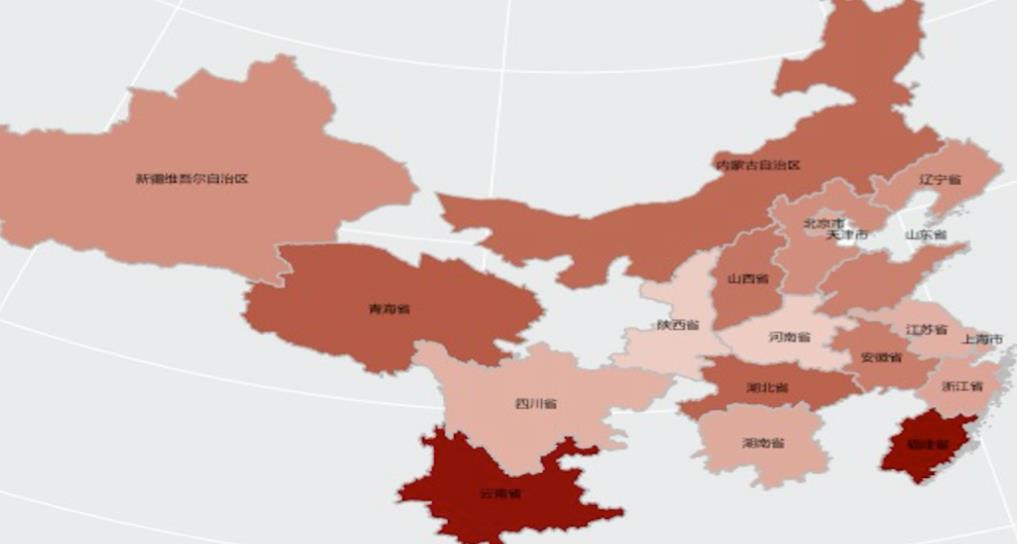 内蒙古自治区
新疆维吾尔自治区
辽宁省
北京市
天津市
山东省
山西省
青海省
陕西省
河南省
江苏省
上海市
安徽省
湖北省
浙江省
四川省
湖南省
福建省
云南省